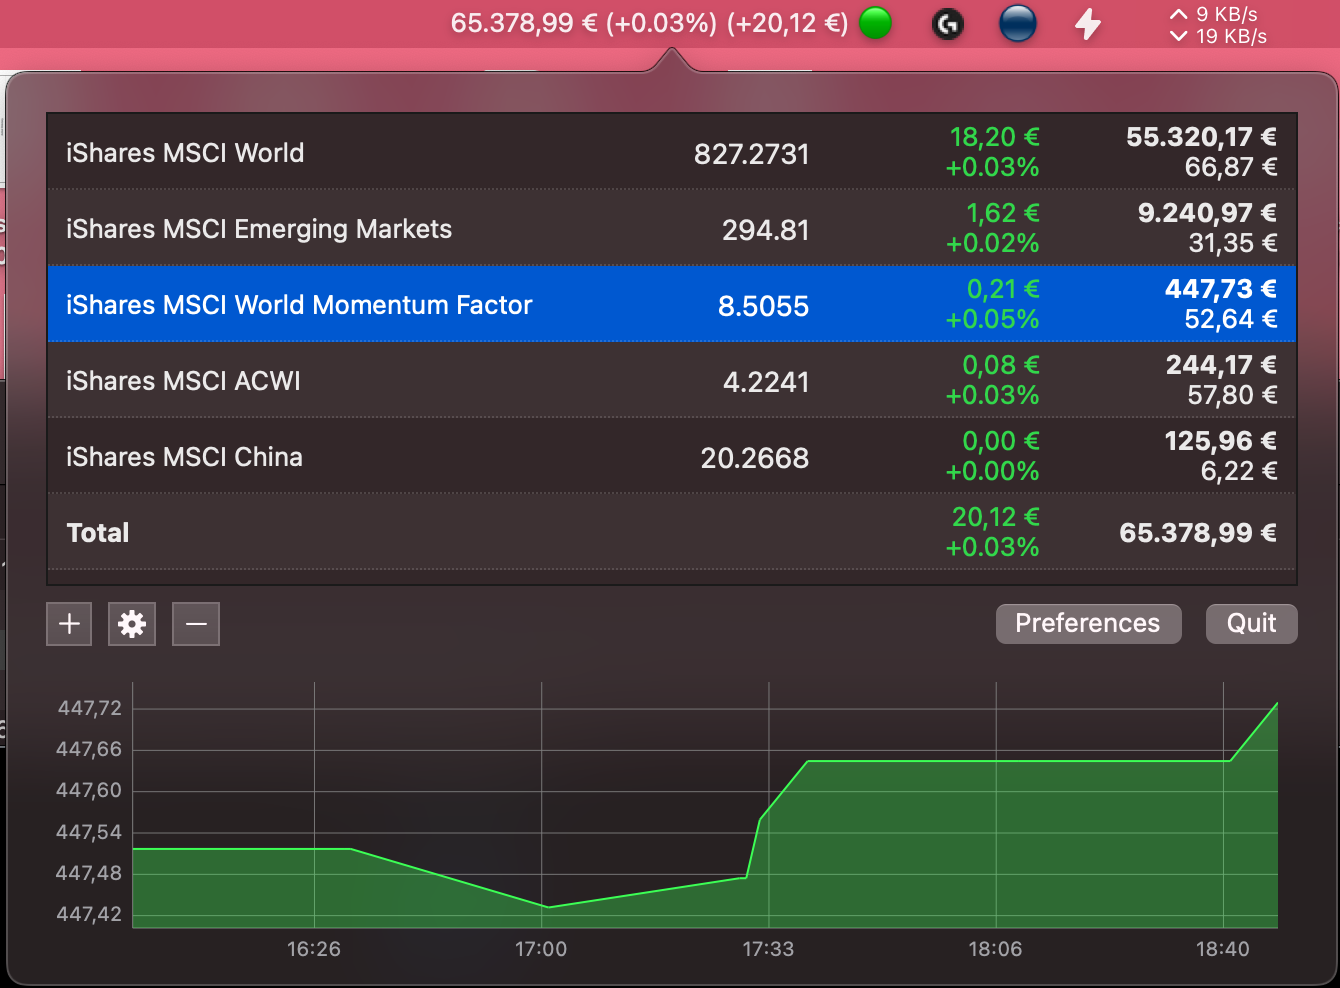 65.378,99 € (+0.03%) (+20,12 €)
9 KB/s
19 KB/s
iShares MSCI World 827.2731 18,20 € 55.320,17 €
+0.03% 66,87 €
iShares MSCI Emerging Markets 294.81 1,62 € 9.240,97 €
+0.02% 31,35 €
iShares MSCI World Momentum Factor 8.5055 0,21 € 447,73 €
+0.05% 52,64 €
iShares MSCI ACWI 4.2241 0,08 € 244,17 €
+0.03% 57,80 €
iShares MSCI China 20.2668 0,00 € 125,96 €
+0.00% 6,22 €
Total 20,12 € 65.378,99 €
+0.03%
Preferences Quit
447,72
447,66
447,60
447,54
447,48
447,42
16:26 17:00 17:33 18:06 18:40